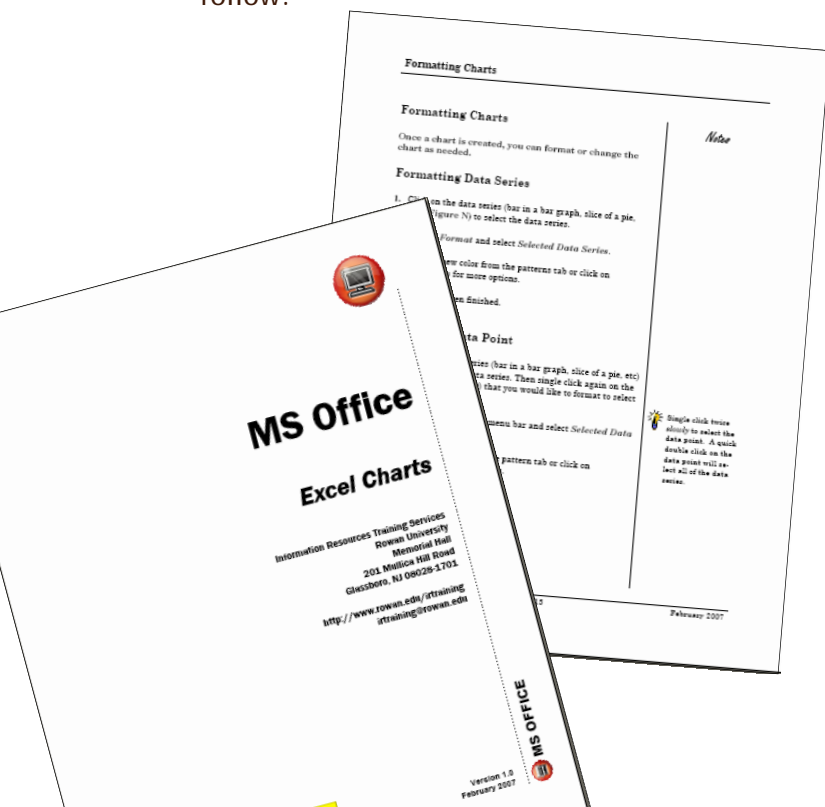 follow.
Formatting Charts
Formatting Charts
Once a chart is created, you can format or change the
chart as needed.
Formatting Data Series
1. on the data series (bar in a bar graph, slice of a pie,
Figure N) to select the data series.
Format and select Selected Data Series.
new color from the patterns tab or click on
for more options.
finished.
Point
(bar in a bar graph, slice of a pie, etc)
series. Then single click again on the
) that you would like to format to select
menu bar and select Selected Data
pattern tab or click on
Notes
Single click twice
slowly to select the
data point. A quick
double click on the
data point will se-
lect all of the data
series.
February 2007
MS Office
Excel Charts
Information Resources Training Services
Rowan University
Memorial Hall
201 Mullica Hill Road
Glassboro, NJ 08028-1701
http://www.rowan.edu/irtraining
irtraining@rowan.edu
MS OFFICE
Version 1.0
February 2007